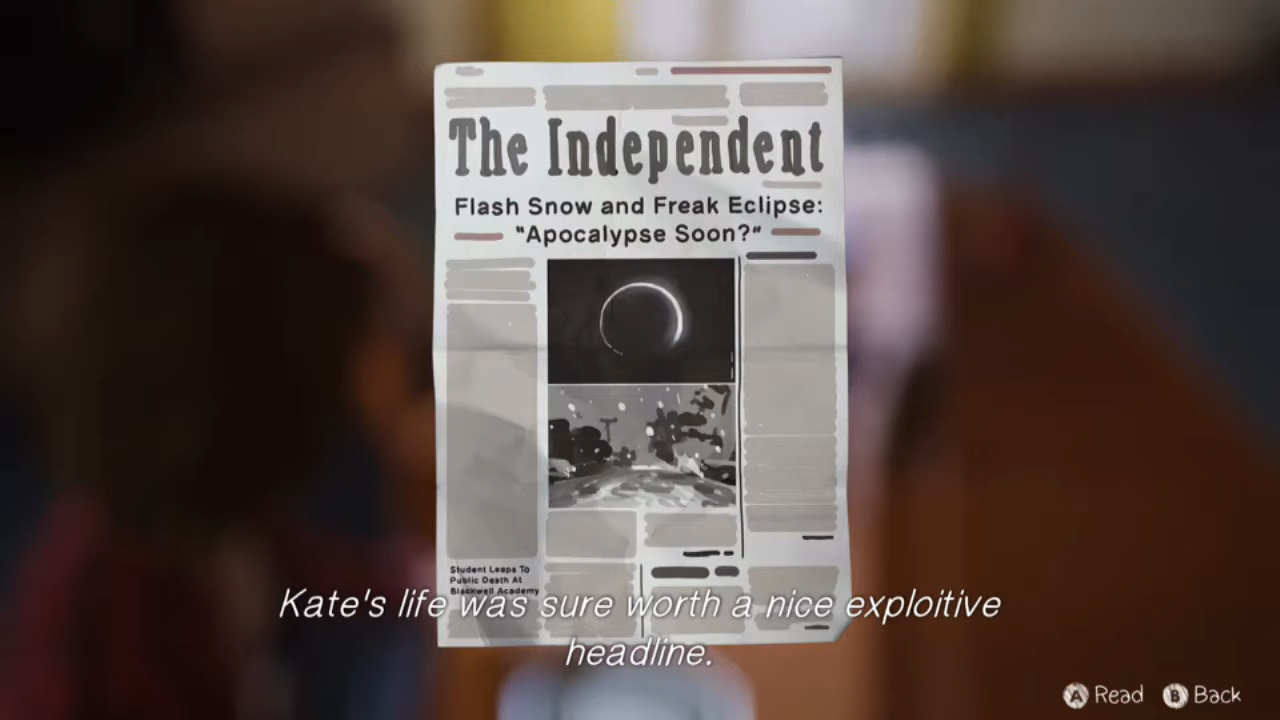 The Independent
Flash Snow and Freak Eclipse:
"Apocalypse Soon?"
Student Leaps To
Public Death At
Blackwell Academy
Kate's life was sure worth a nice exploitive
headline.
A Read B Back